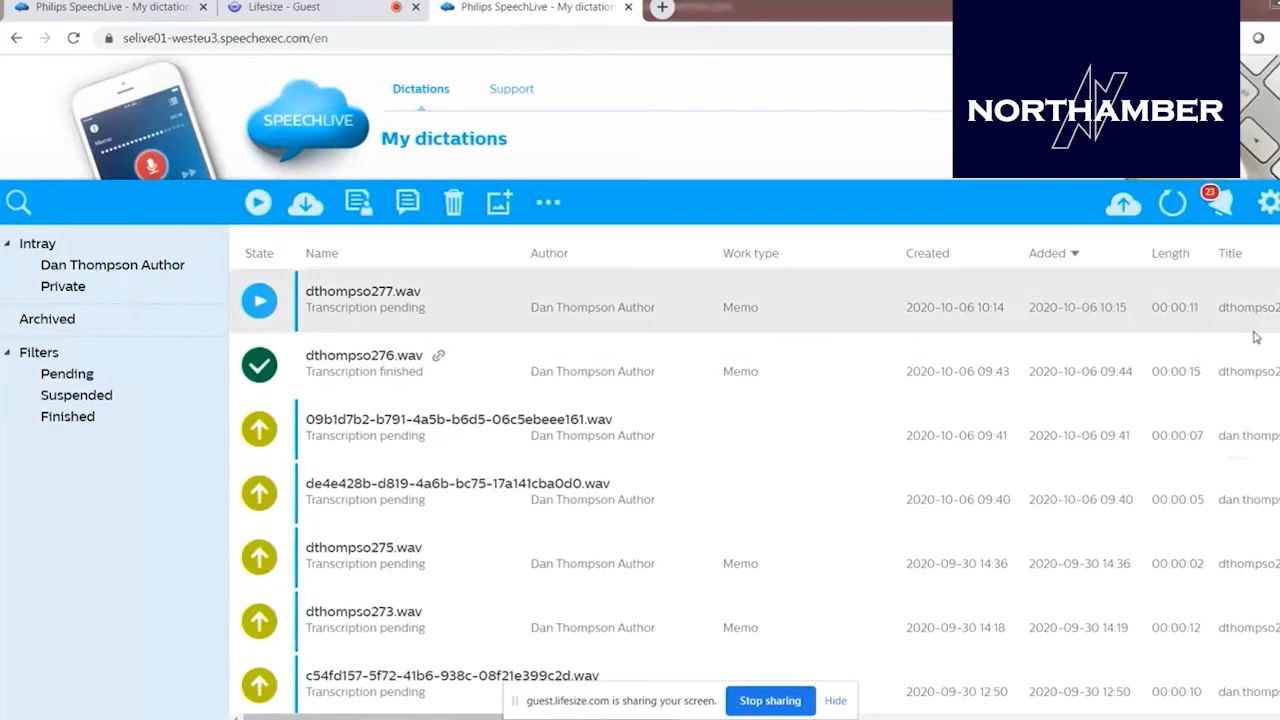 Philips SpeechLive - My dictation
Lifesize - Guest
Philips SpeechLive - My dictation
selive01-westeu3.speechexec.com/en
NORTHAMBER
SPEECHLIVE
Dictations
Support
My dictations
23
Intray
Dan Thompson Author
Private
Archived
Filters
Pending
Suspended
Finished
State Name Author Work type Created Added Length Title
dthompso277.wav
Transcription pending Dan Thompson Author Memo 2020-10-06 10:14 2020-10-06 10:15 00:00:11 dthompso2
dthompso276.wav
Transcription finished Dan Thompson Author Memo 2020-10-06 09:43 2020-10-06 09:44 00:00:15 dthompso2
09b1d7b2-b791-4a5b-b6d5-06c5ebeee161.wav
Transcription pending Dan Thompson Author 2020-10-06 09:41 2020-10-06 09:41 00:00:07 dan.thomps
de4e428b-d819-4a6b-bc75-17a141cba0d0.wav
Transcription pending Dan Thompson Author 2020-10-06 09:40 2020-10-06 09:40 00:00:05 dan.thomps
dthompso275.wav
Transcription pending Dan Thompson Author Memo 2020-09-30 14:36 2020-09-30 14:36 00:00:02 dthompso2
dthompso273.wav
Transcription pending Dan Thompson Author Memo 2020-09-30 14:18 2020-09-30 14:19 00:00:12 dthompso2
c54fd157-5f72-41b6-938c-08f21e399c2d.wav
Transcription pending 2020-09-30 12:50 2020-09-30 12:50 00:00:10 dan.thomps
guest.lifesize.com is sharing your screen. Stop sharing Hide